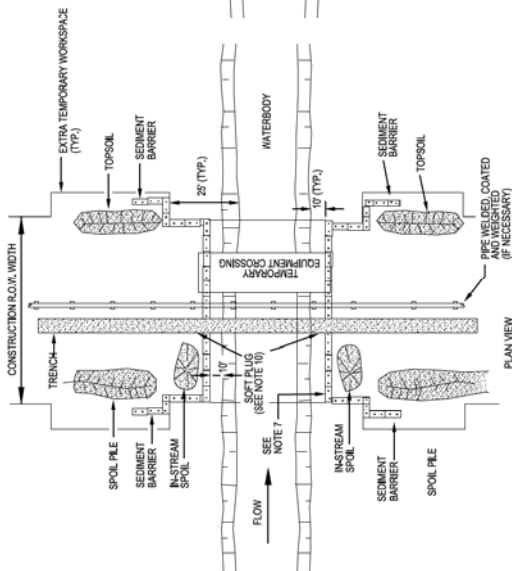 CONSTRUCTION R.O.W. WIDTH
EXTRA TEMPORARY WORKSPACE
(TYP.)
TOPSOIL
SEDIMENT
BARRIER
25' (TYP.)
WATERBODY
10' (TYP.)
SEDIMENT
BARRIER
TOPSOIL
PIPE WELDED, COATED
AND WEIGHTED
(IF NECESSARY)
TEMPORARY
EQUIPMENT CROSSING
TRENCH
10'
SOFT PLUG
(SEE NOTE 10)
SPOIL PILE
SEDIMENT
BARRIER
IN-STREAM
SPOIL
FLOW
SEE
NOTE 7
IN-STREAM
SPOIL
SEDIMENT
BARRIER
SPOIL PILE
PLAN VIEW